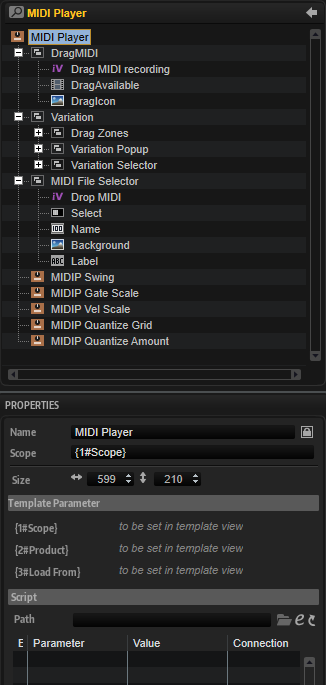 MIDI Player
MIDI Player
DragMIDI
iV Drag MIDI recording
DragAvailable
DragIcon
Variation
Drag Zones
Variation Popup
Variation Selector
MIDI File Selector
iV Drop MIDI
Select
Name
Background
ABC Label
MIDIP Swing
MIDIP Gate Scale
MIDIP Vel Scale
MIDIP Quantize Grid
MIDIP Quantize Amount
PROPERTIES
Name MIDI Player
Scope {1#Scope}
Size 599 210
Template Parameter
{1#Scope} to be set in template view
{2#Product} to be set in template view
{3#Load From} to be set in template view
Script
Path e
E Parameter Value Connection